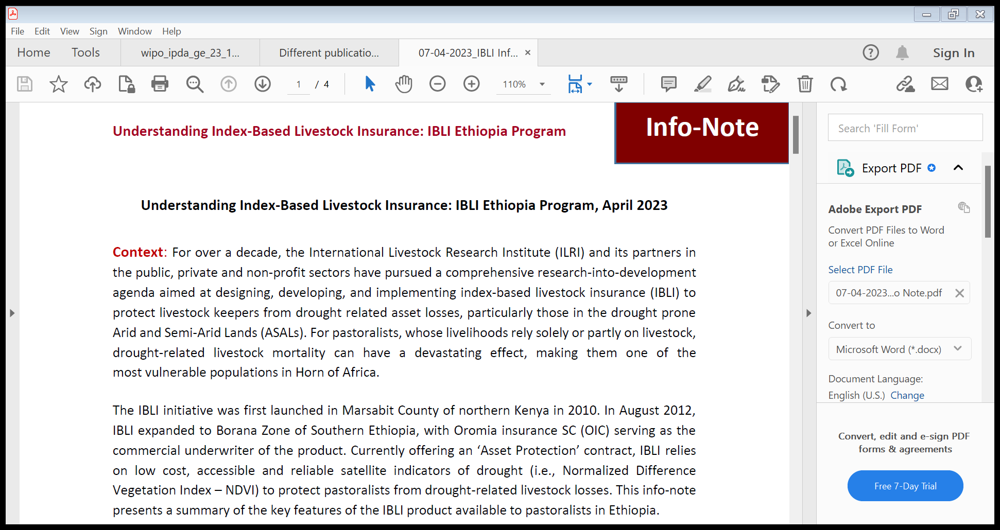 File Edit View Sign Window Help
Home Tools wipo_ipda_ge_23_1... Different publicatio... 07-04-2023_IBLI Inf... Sign In
1 / 4 110%
Understanding Index-Based Livestock Insurance: IBLI Ethiopia Program
Info-Note
Understanding Index-Based Livestock Insurance: IBLI Ethiopia Program, April 2023
Context: For over a decade, the International Livestock Research Institute (ILRI) and its partners in
the public, private and non-profit sectors have pursued a comprehensive research-into-development
agenda aimed at designing, developing, and implementing index-based livestock insurance (IBLI) to
protect livestock keepers from drought related asset losses, particularly those in the drought prone
Arid and Semi-Arid Lands (ASALs). For pastoralists, whose livelihoods rely solely or partly on livestock,
drought-related livestock mortality can have a devastating effect, making them one of the
most vulnerable populations in Horn of Africa.
The IBLI initiative was first launched in Marsabit County of northern Kenya in 2010. In August 2012,
IBLI expanded to Borana Zone of Southern Ethiopia, with Oromia insurance SC (OIC) serving as the
commercial underwriter of the product. Currently offering an ‘Asset Protection’ contract, IBLI relies
on low cost, accessible and reliable satellite indicators of drought (i.e., Normalized Difference
Vegetation Index – NDVI) to protect pastoralists from drought-related livestock losses. This info-note
presents a summary of the key features of the IBLI product available to pastoralists in Ethiopia.
Search 'Fill Form'
Export PDF
Adobe Export PDF
Convert PDF Files to Word
or Excel Online
Select PDF File
07-04-2023...o Note.pdf
Convert to
Microsoft Word (*.docx)
Document Language:
English (U.S.) Change
Convert, edit and e-sign PDF
forms & agreements
Free 7-Day Trial